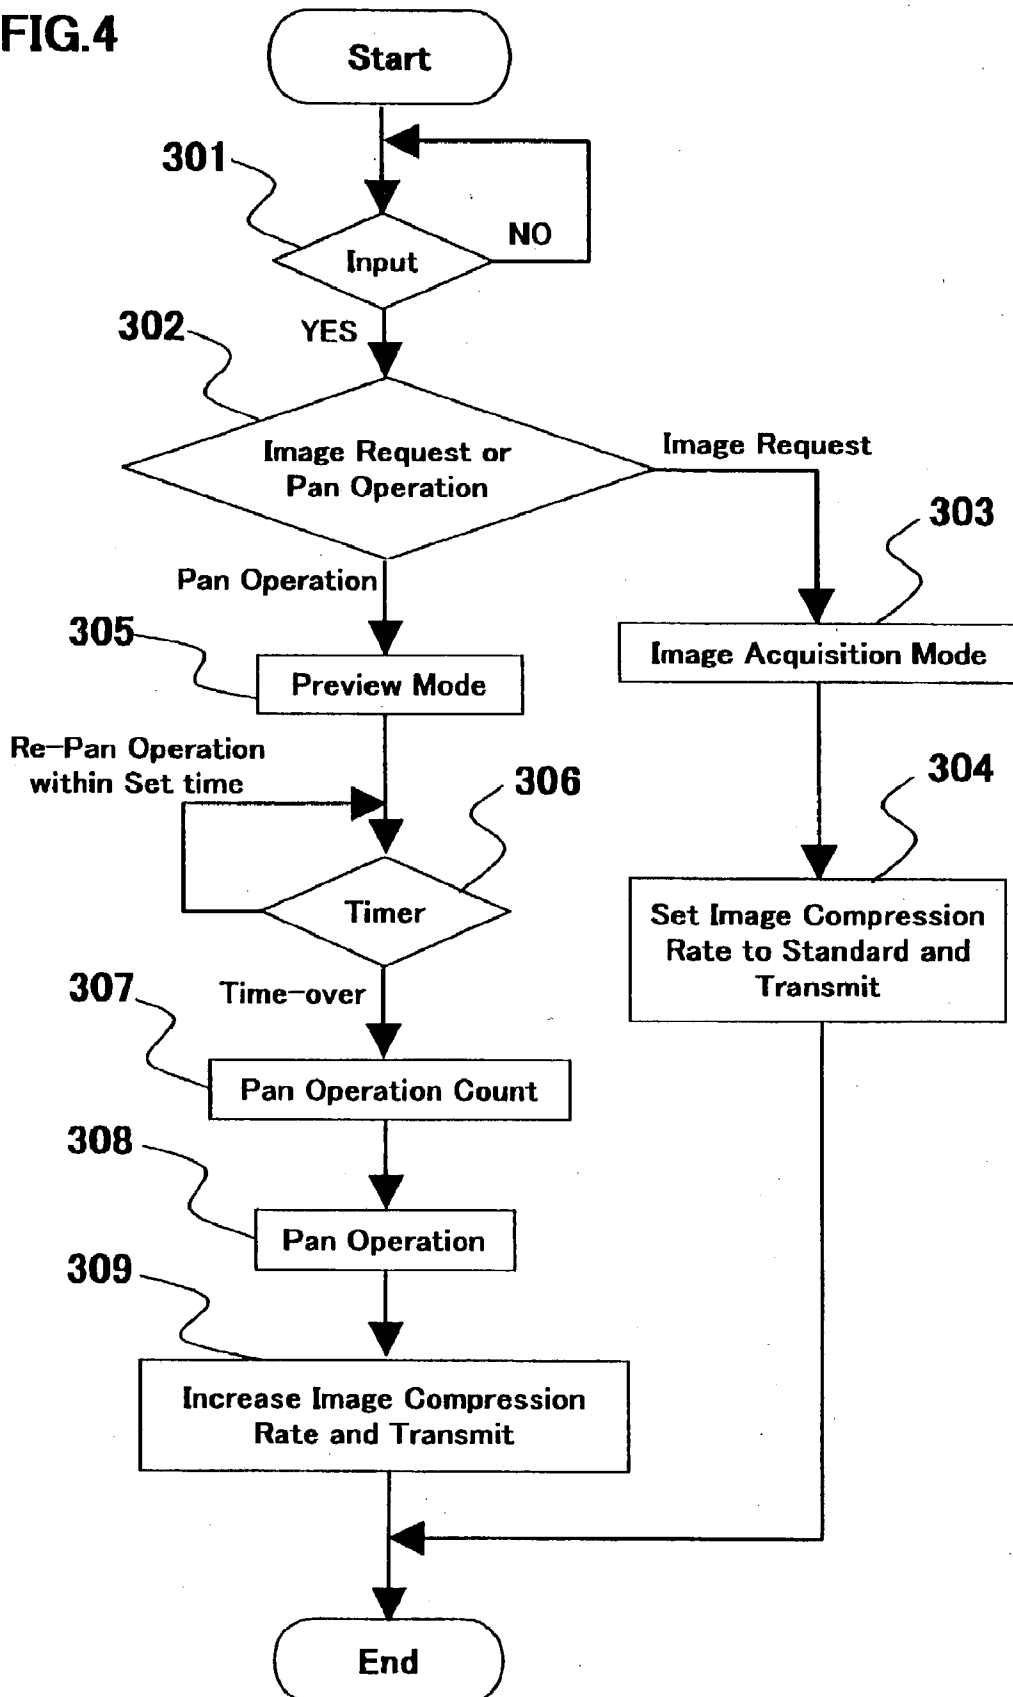 FIG.4
Start
301
Input
NO
YES
302
Image Request or
Pan Operation
Image Request
303
Pan Operation
305
Preview Mode
Image Acquisition Mode
Re-Pan Operation
within Set time
306
304
Timer
Set Image Compression
Rate to Standard and
Transmit
307
Time-over
Pan Operation Count
308
Pan Operation
309
Increase Image Compression
Rate and Transmit
End